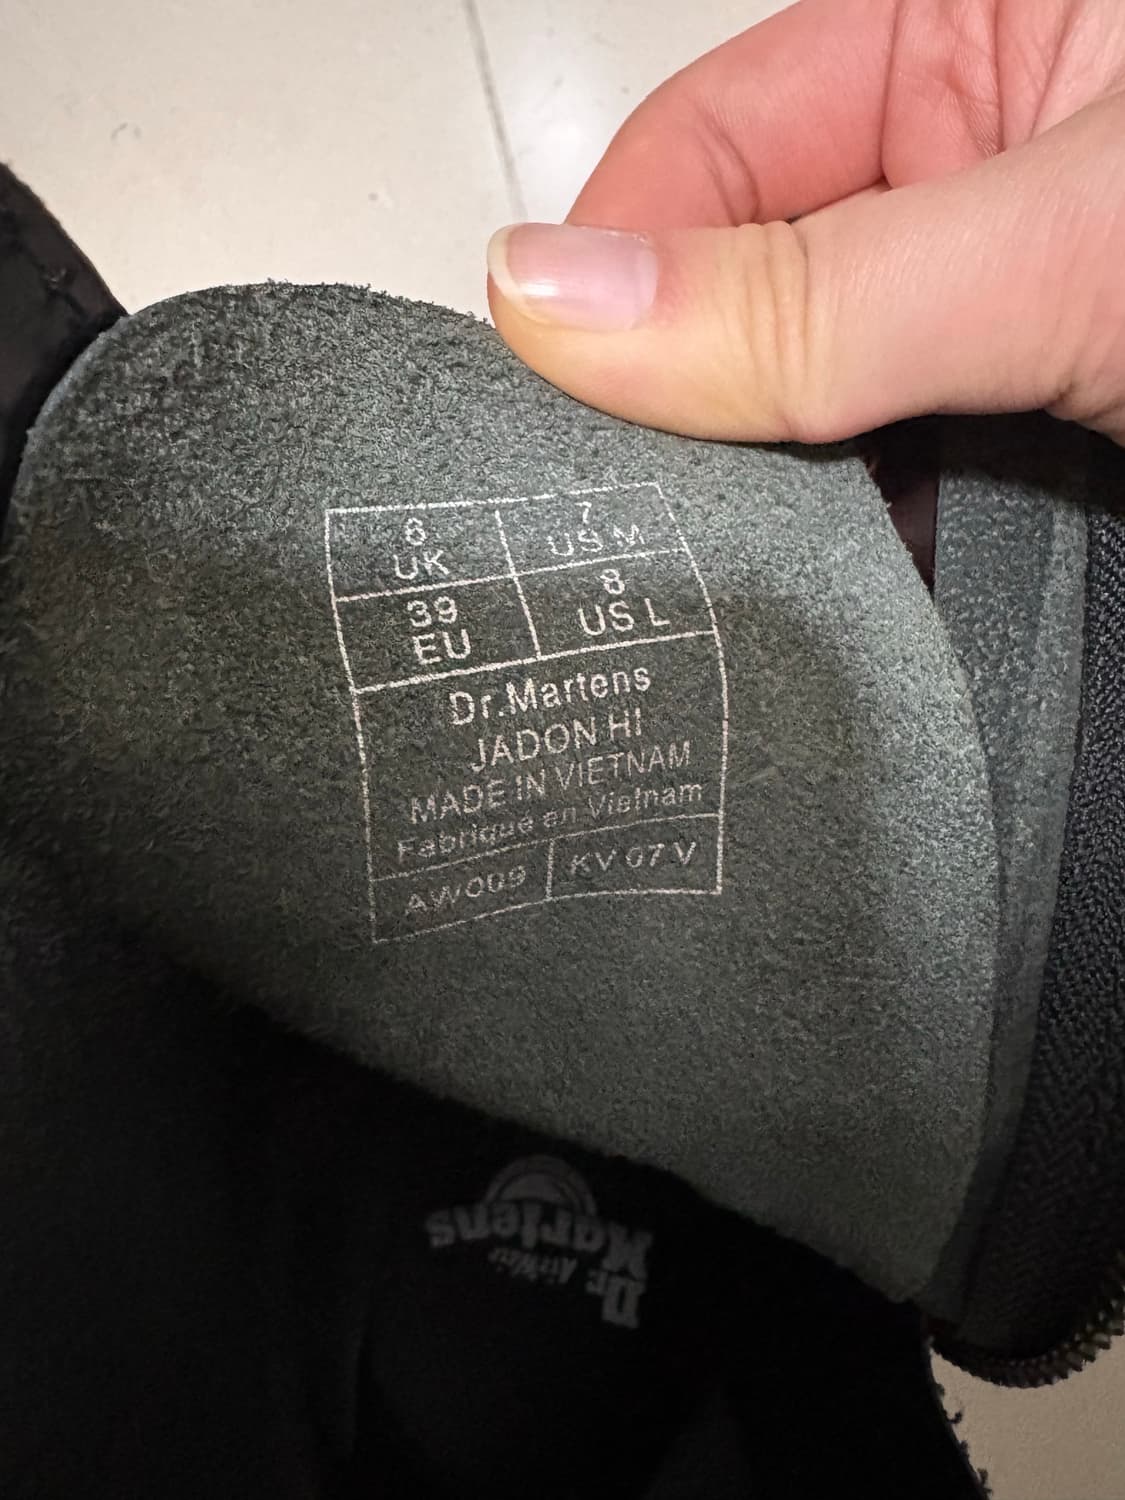 6 7
UK US M
39 8
EU US L
Dr.Martens
JADON HI
MADE IN VIETNAM
Fabriqué en Vietnam
AW009 KV 07 V
Dr. Martens
AirWair